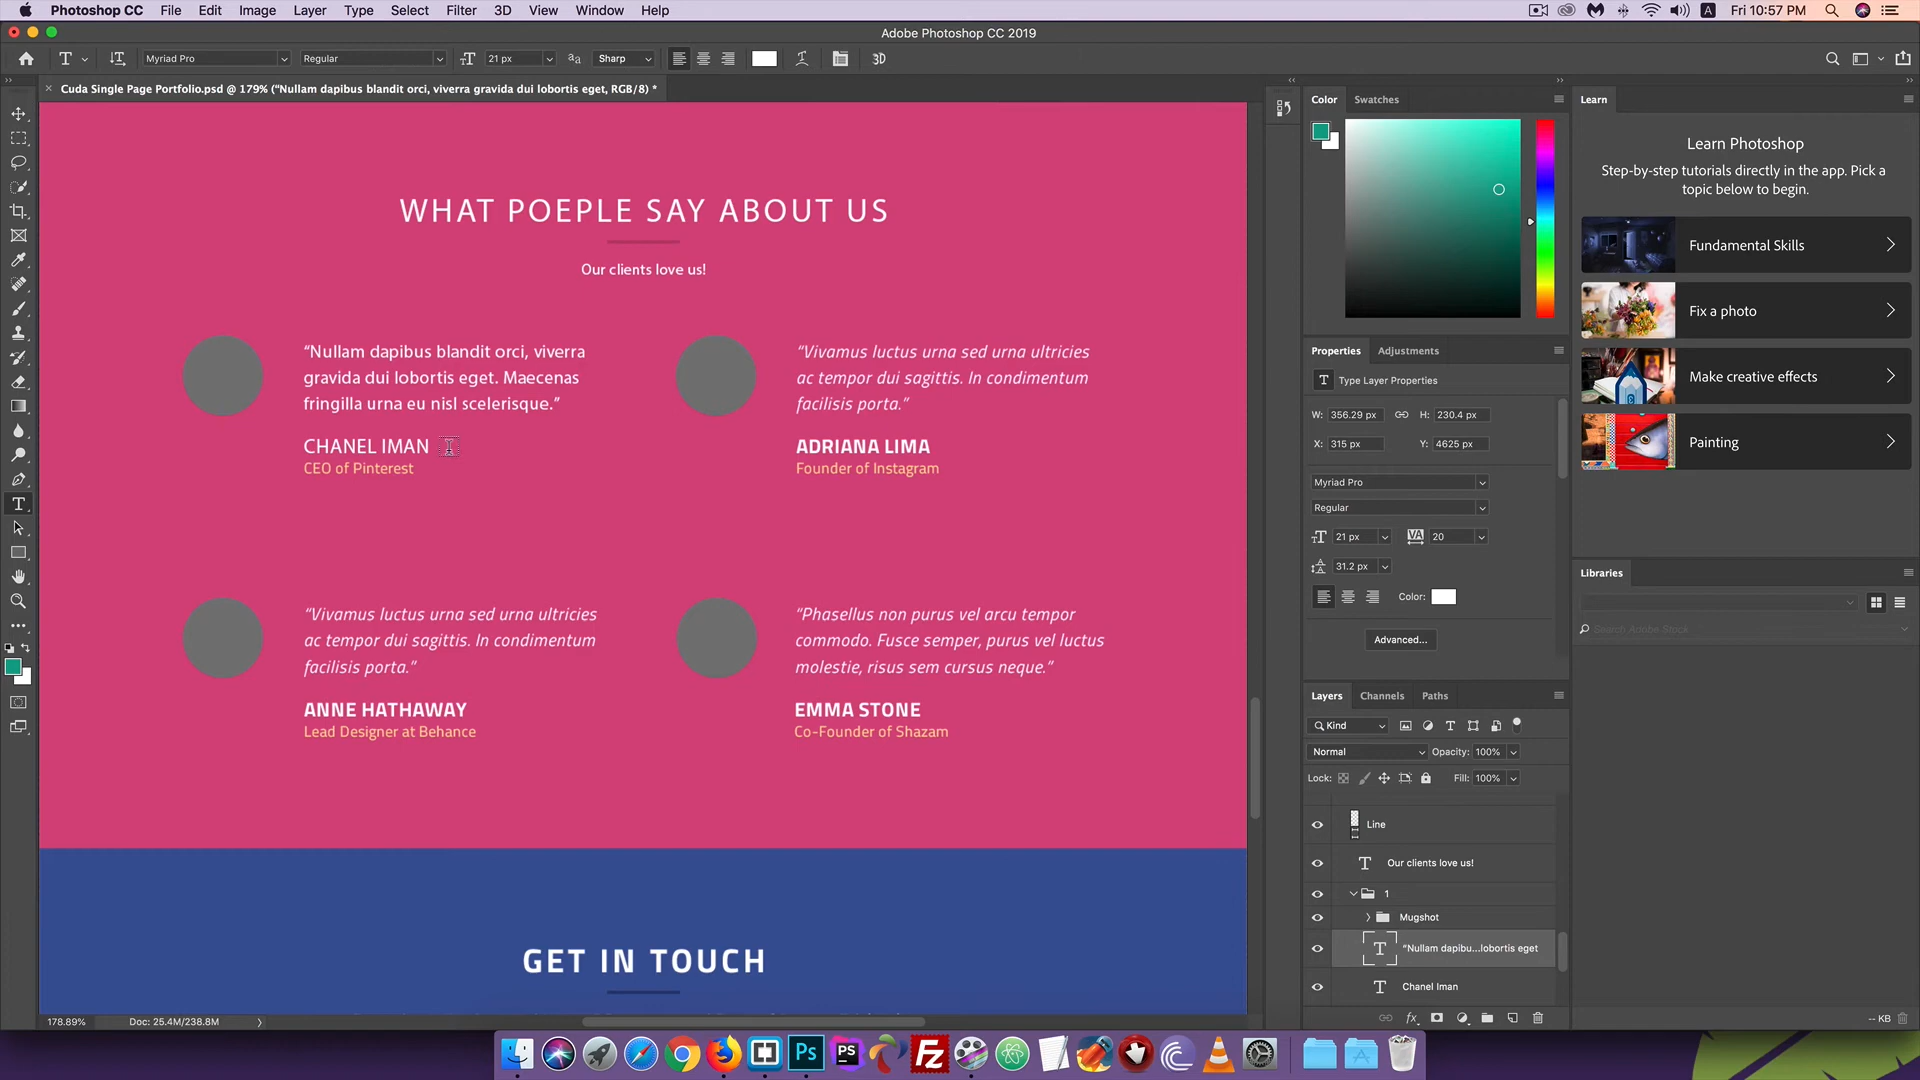 Photoshop CC File Edit Image Layer Type Select Filter 3D View Window Help A Fri 10:57 PM
Adobe Photoshop CC 2019
T Myriad Pro Regular 21 px Sharp 3D
Cuda Single Page Portfolio.psd @ 179% (“Nullam dapibus blandit orci, viverra gravida dui lobortis eget, RGB/8) *
WHAT POEPLE SAY ABOUT US
Our clients love us!
“Nullam dapibus blandit orci, viverra
gravida dui lobortis eget. Maecenas
fringilla urna eu nisl scelerisque.”
CHANEL IMAN
CEO of Pinterest
“Vivamus luctus urna sed urna ultricies
ac tempor dui sagittis. In condimentum
facilisis porta.”
ADRIANA LIMA
Founder of Instagram
“Vivamus luctus urna sed urna ultricies
ac tempor dui sagittis. In condimentum
facilisis porta.”
ANNE HATHAWAY
Lead Designer at Behance
“Phasellus non purus vel arcu tempor
commodo. Fusce semper, purus vel luctus
molestie, risus sem cursus neque.”
EMMA STONE
Co-Founder of Shazam
GET IN TOUCH
178.89% Doc: 25.4M/238.8M
Color Swatches
Properties Adjustments
T Type Layer Properties
W: 356.29 px H: 230.4 px
X: 315 px Y: 4625 px
Myriad Pro
Regular
21 px VA 20
31.2 px
Color:
Advanced...
Layers Channels Paths
Kind
Normal Opacity: 100%
Lock: Fill: 100%
Line
T Our clients love us!
1
Mugshot
T “Nullam dapibu...lobortis eget
T Chanel Iman
fx
Learn
Learn Photoshop
Step-by-step tutorials directly in the app. Pick a
topic below to begin.
Fundamental Skills
Fix a photo
Make creative effects
Painting
Libraries
Search Adobe Stock
-- KB
Ps PS FZ